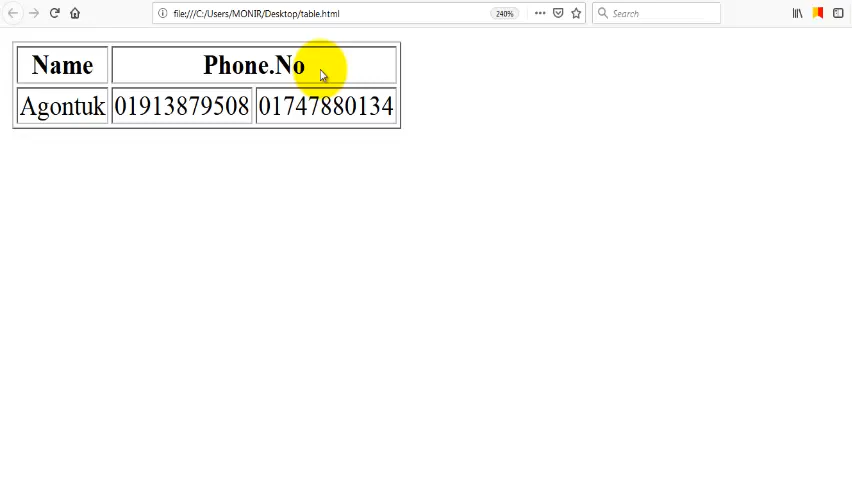 file:///C:/Users/MONIR/Desktop/table.html 240% Search
Name Phone.No
Agontuk 01913879508 01747880134